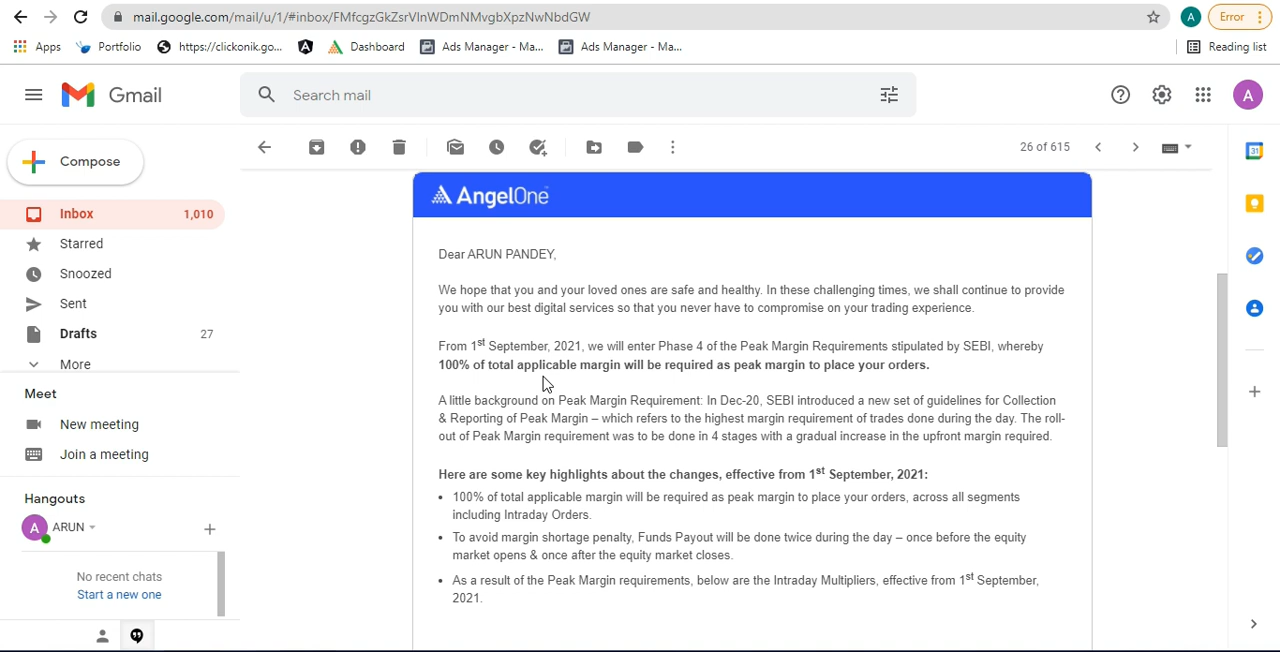 mail.google.com/mail/u/1/#inbox/FMfcgzGkZsrVlnWDmNMvgbXpzNwNbdGW
A
Error
Apps
Portfolio
https://clickonik.go...
Dashboard
Ads Manager - Ma...
Ads Manager - Ma...
Reading list
Gmail
Search mail
A
Compose
26 of 615
31
Inbox 1,010
Starred
Snoozed
Sent
Drafts 27
More
Meet
New meeting
Join a meeting
Hangouts
A ARUN
No recent chats
Start a new one
AngelOne
Dear ARUN PANDEY,
We hope that you and your loved ones are safe and healthy. In these challenging times, we shall continue to provide
you with our best digital services so that you never have to compromise on your trading experience.
From 1st September, 2021, we will enter Phase 4 of the Peak Margin Requirements stipulated by SEBI, whereby
100% of total applicable margin will be required as peak margin to place your orders.
A little background on Peak Margin Requirement: In Dec-20, SEBI introduced a new set of guidelines for Collection
& Reporting of Peak Margin – which refers to the highest margin requirement of trades done during the day. The roll-
out of Peak Margin requirement was to be done in 4 stages with a gradual increase in the upfront margin required.
Here are some key highlights about the changes, effective from 1st September, 2021:
• 100% of total applicable margin will be required as peak margin to place your orders, across all segments
including Intraday Orders.
• To avoid margin shortage penalty, Funds Payout will be done twice during the day – once before the equity
market opens & once after the equity market closes.
• As a result of the Peak Margin requirements, below are the Intraday Multipliers, effective from 1st September,
2021.